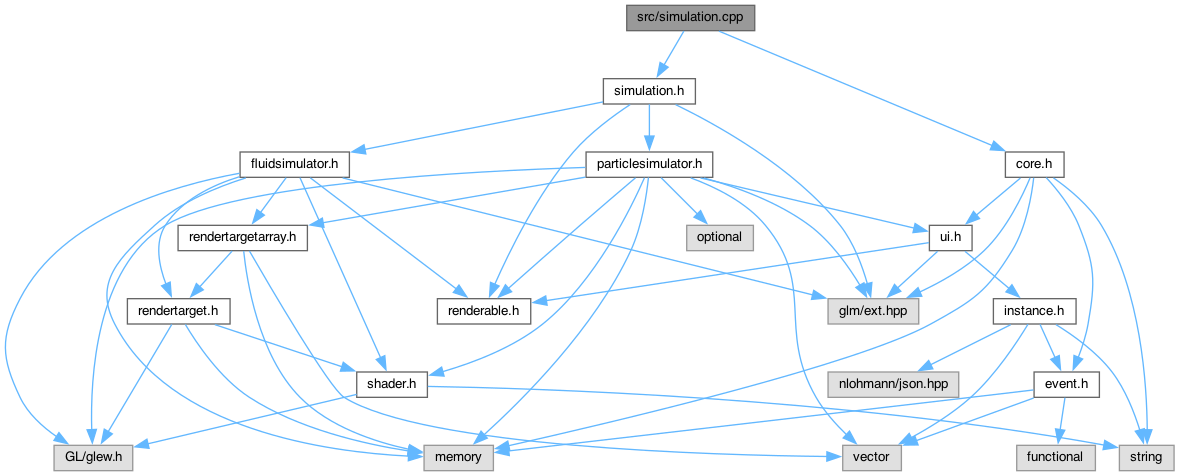 src/simulation.cpp
simulation.h
fluidsimulator.h
particlesimulator.h
core.h
rendertargetarray.h
optional
ui.h
rendertarget.h
renderable.h
glm/ext.hpp
instance.h
shader.h
nlohmann/json.hpp
event.h
GL/glew.h
memory
vector
functional
string